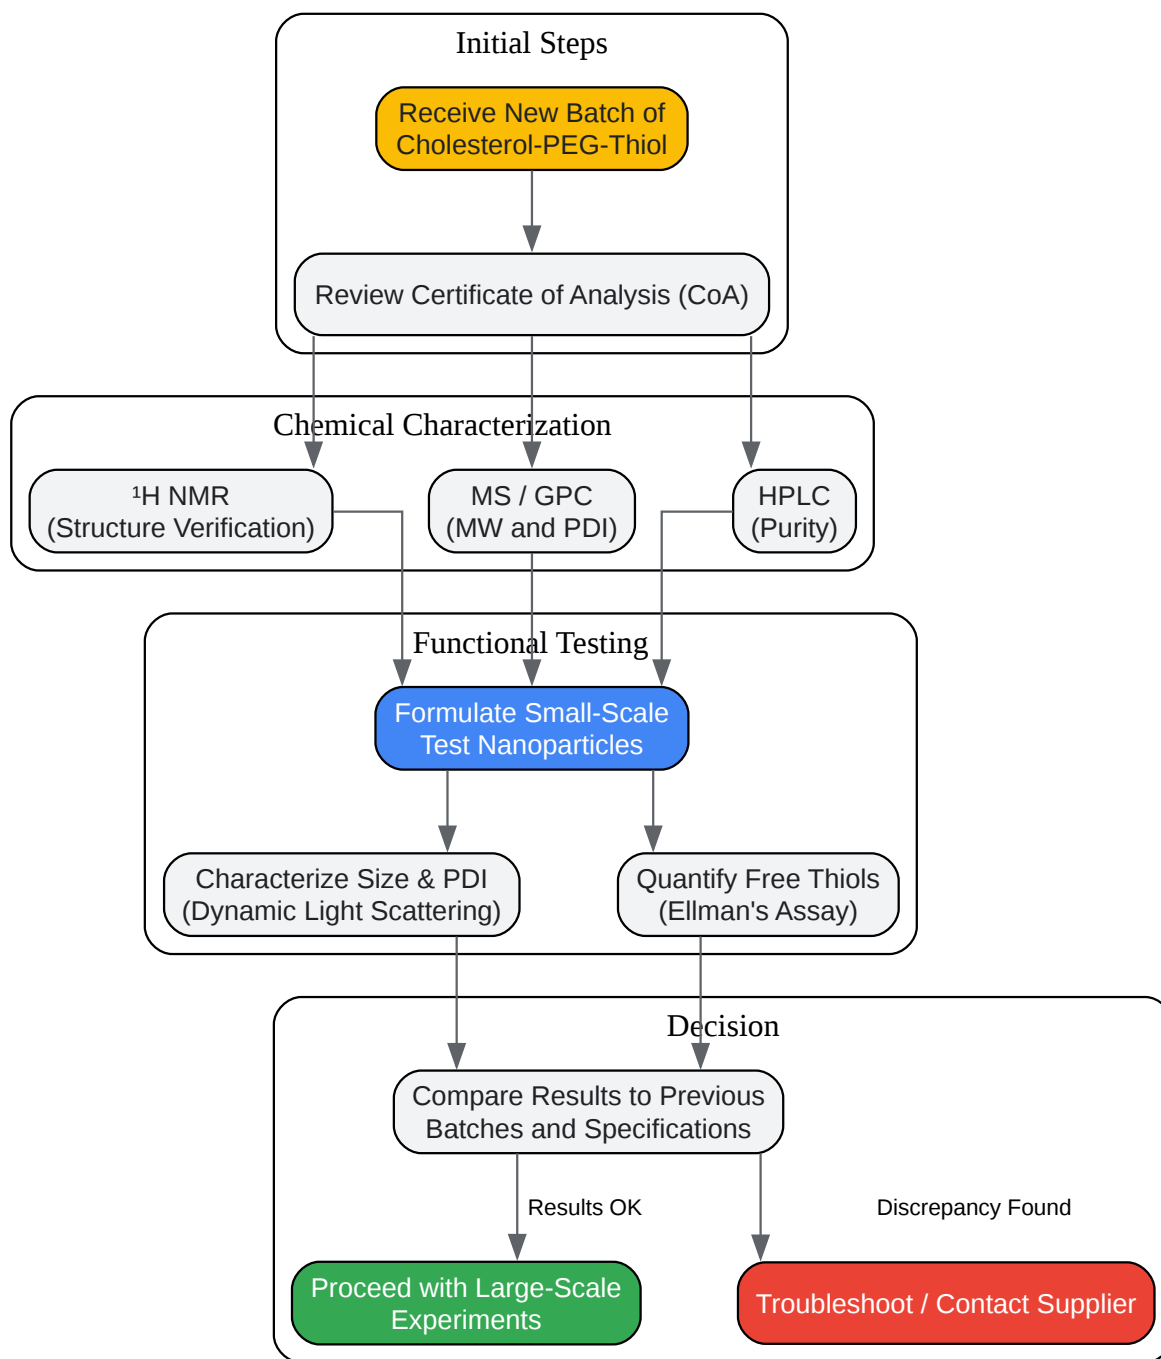 Initial Steps
Receive New Batch of
Cholesterol-PEG-Thiol
Review Certificate of Analysis (CoA)
Chemical Characterization
¹H NMR
(Structure Verification)
MS / GPC
(MW and PDI)
HPLC
(Purity)
Functional Testing
Formulate Small-Scale
Test Nanoparticles
Characterize Size & PDI
(Dynamic Light Scattering)
Quantify Free Thiols
(Ellman's Assay)
Decision
Compare Results to Previous
Batches and Specifications
Results OK
Discrepancy Found
Proceed with Large-Scale
Experiments
Troubleshoot / Contact Supplier